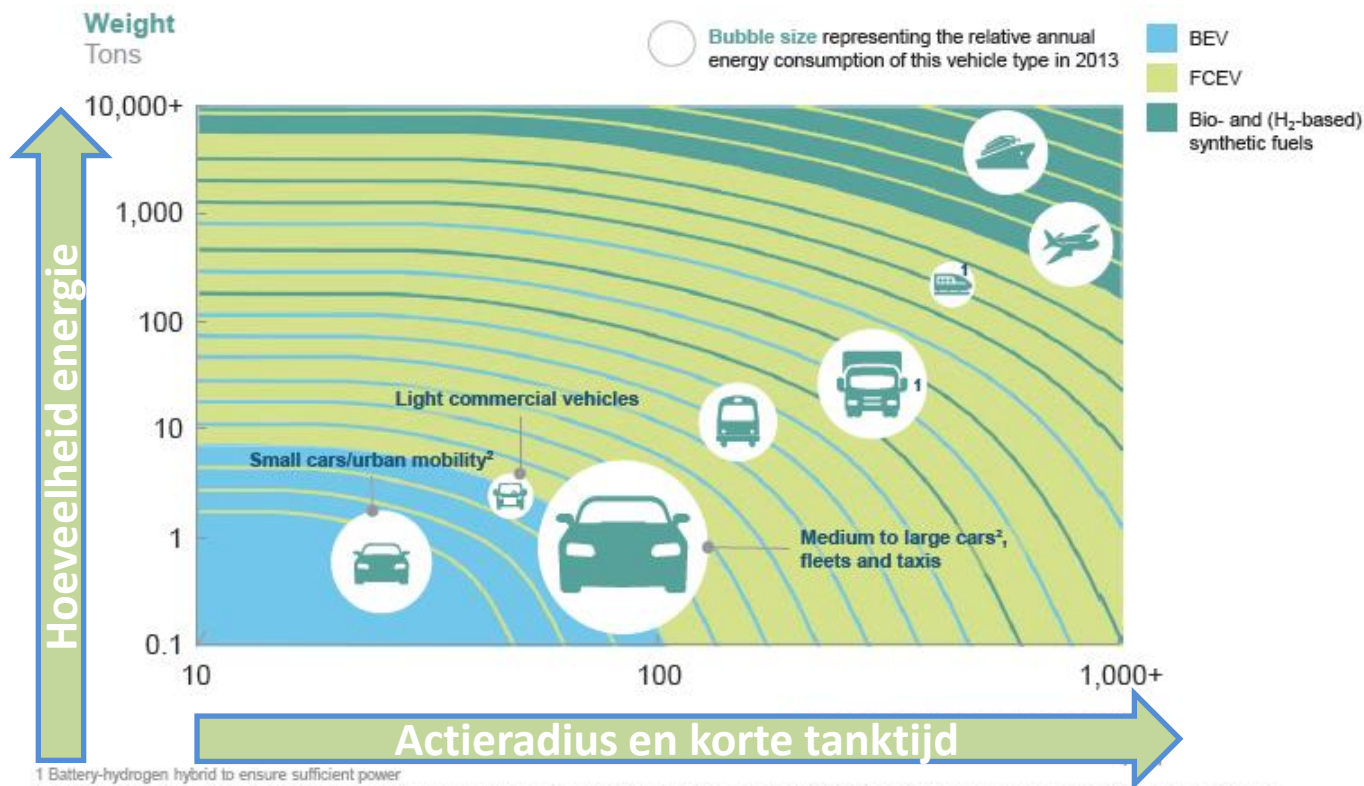 Weight
Tons
Bubble size representing the relative annual
energy consumption of this vehicle type in 2013
BEV
FCEV
Bio- and (H₂-based)
synthetic fuels
10,000+
1,000
100
10
1
0.1
Hoeveelheid energie
1
1
Light commercial vehicles
Small cars/urban mobility²
Medium to large cars²,
fleets and taxis
10
100
1,000+
Actieradius en korte tanktijd
1 Battery-hydrogen hybrid to ensure sufficient power